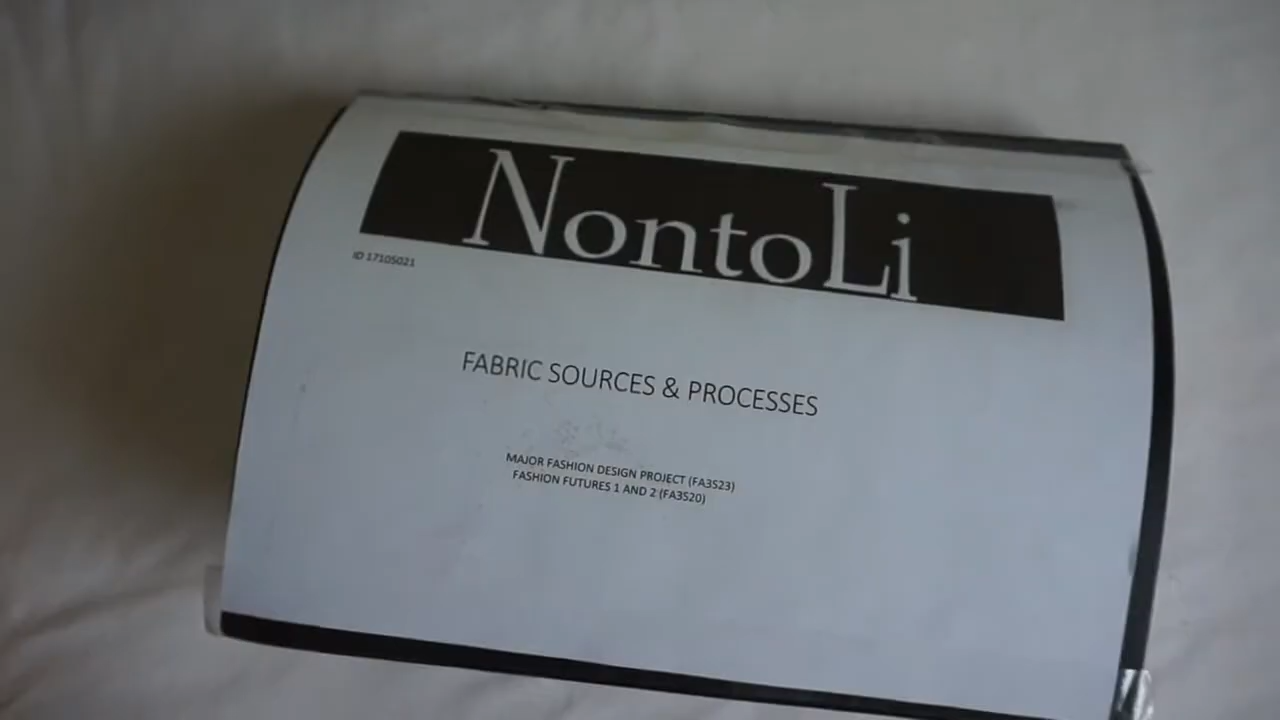 NontoLi
ID 17105021
FABRIC SOURCES & PROCESSES
MAJOR FASHION DESIGN PROJECT (FA3S23)
FASHION FUTURES 1 AND 2 (FA3S20)